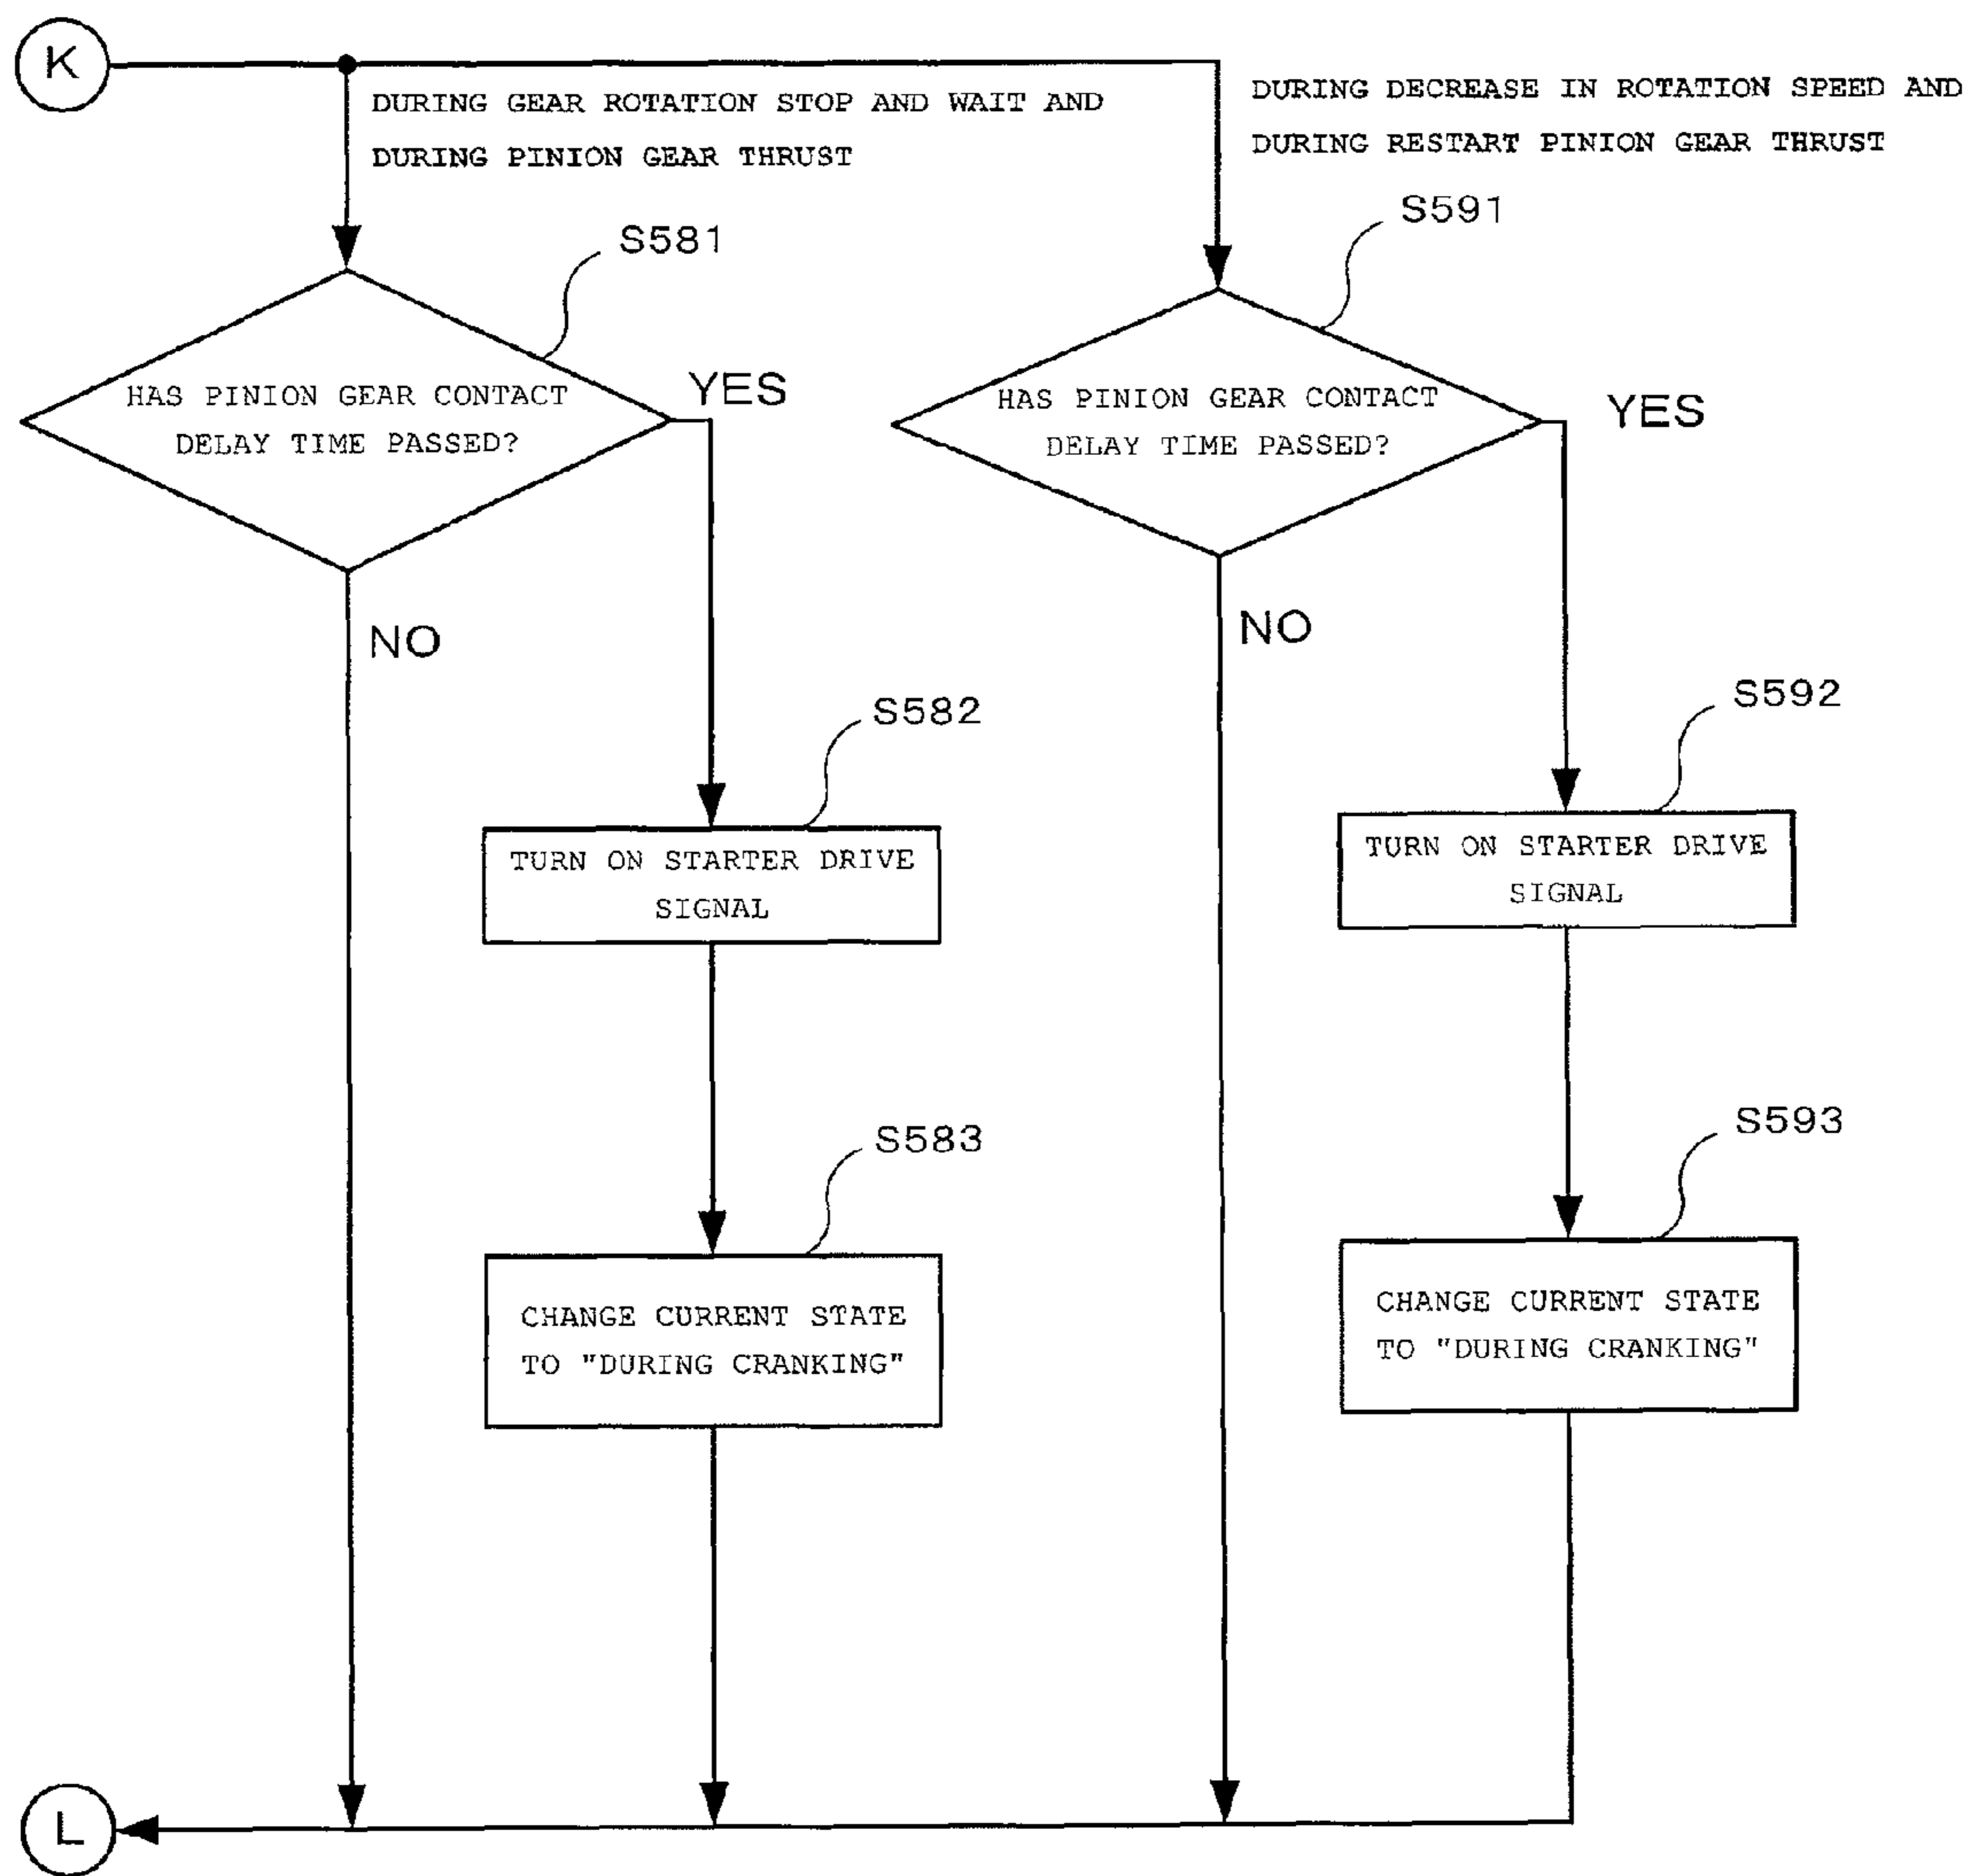 K
DURING GEAR ROTATION STOP AND WAIT AND
DURING PINION GEAR THRUST
DURING DECREASE IN ROTATION SPEED AND
DURING RESTART PINION GEAR THRUST
S581
S591
HAS PINION GEAR CONTACT
DELAY TIME PASSED?
YES
HAS PINION GEAR CONTACT
DELAY TIME PASSED?
YES
NO
NO
S582
S592
TURN ON STARTER DRIVE
SIGNAL
TURN ON STARTER DRIVE
SIGNAL
S583
S593
CHANGE CURRENT STATE
TO "DURING CRANKING"
CHANGE CURRENT STATE
TO "DURING CRANKING"
L